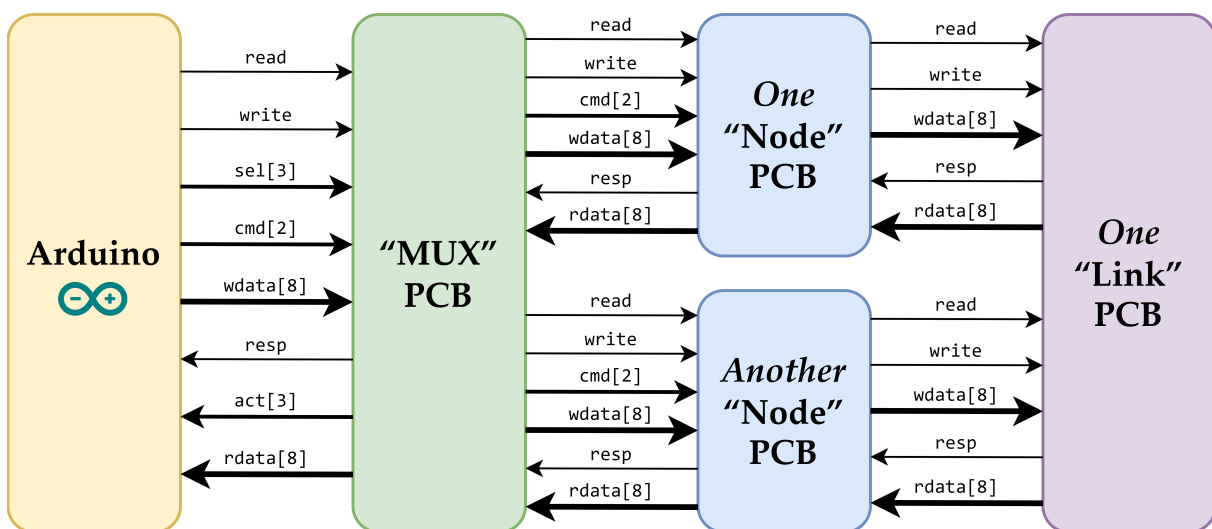 Arduino
read
write
sel[3]
cmd[2]
wdata[8]
resp
act[3]
rdata[8]
“MUX”
PCB
read
write
cmd[2]
wdata[8]
resp
rdata[8]
One
“Node”
PCB
read
write
wdata[8]
resp
rdata[8]
read
write
cmd[2]
wdata[8]
resp
rdata[8]
Another
“Node”
PCB
read
write
wdata[8]
resp
rdata[8]
One
“Link”
PCB